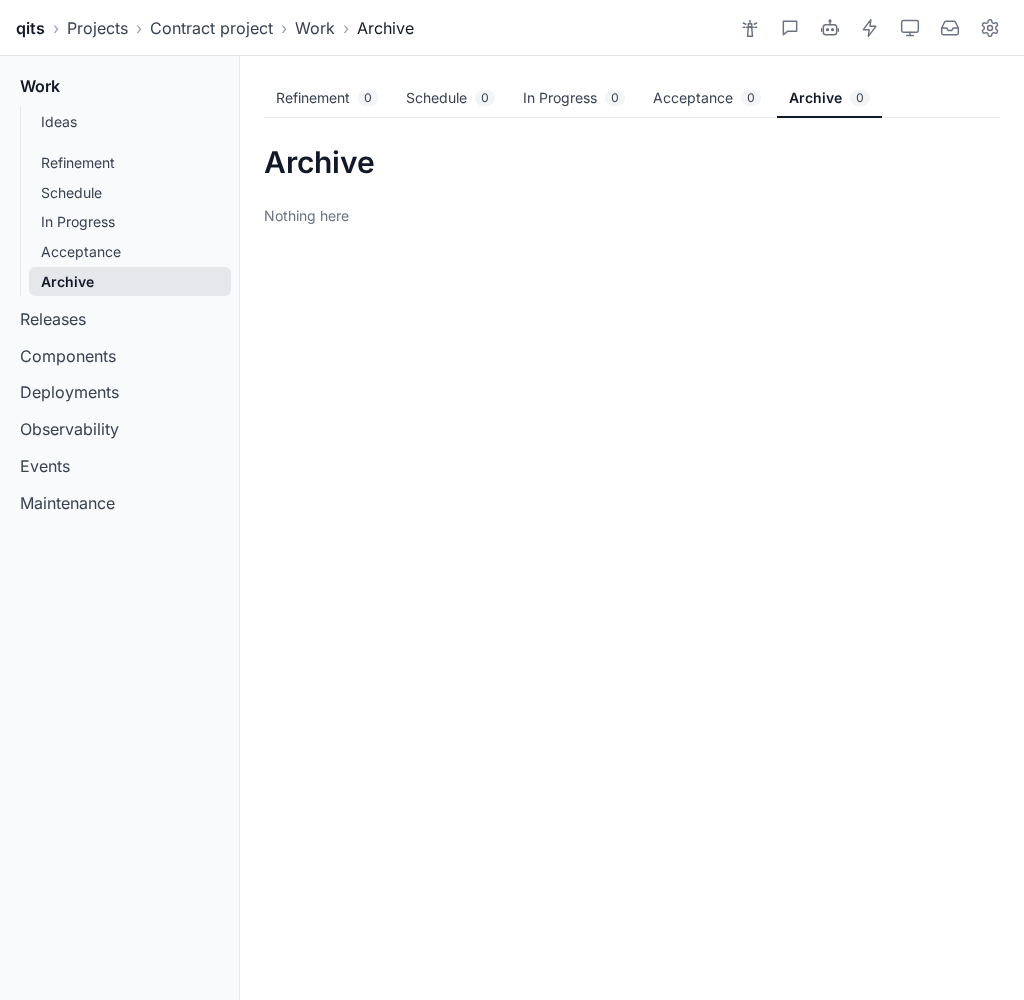 qits › Projects › Contract project › Work › Archive
Work
Ideas
Refinement
Schedule
In Progress
Acceptance
Archive
Releases
Components
Deployments
Observability
Events
Maintenance
Refinement 0 Schedule 0 In Progress 0 Acceptance 0 Archive 0
Archive
Nothing here